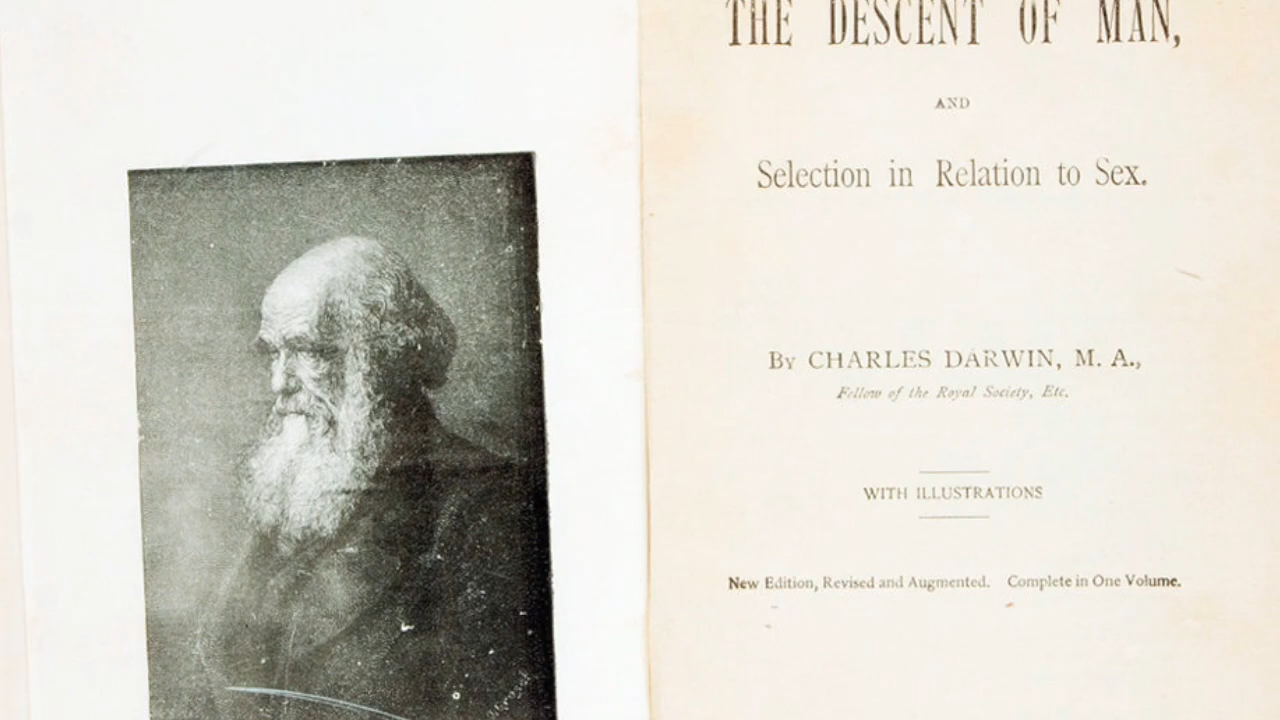 THE DESCENT OF MAN,
AND
Selection in Relation to Sex.
By CHARLES DARWIN, M. A.,
Fellow of the Royal Society, Etc.
WITH ILLUSTRATIONS
New Edition, Revised and Augmented. Complete in One Volume.